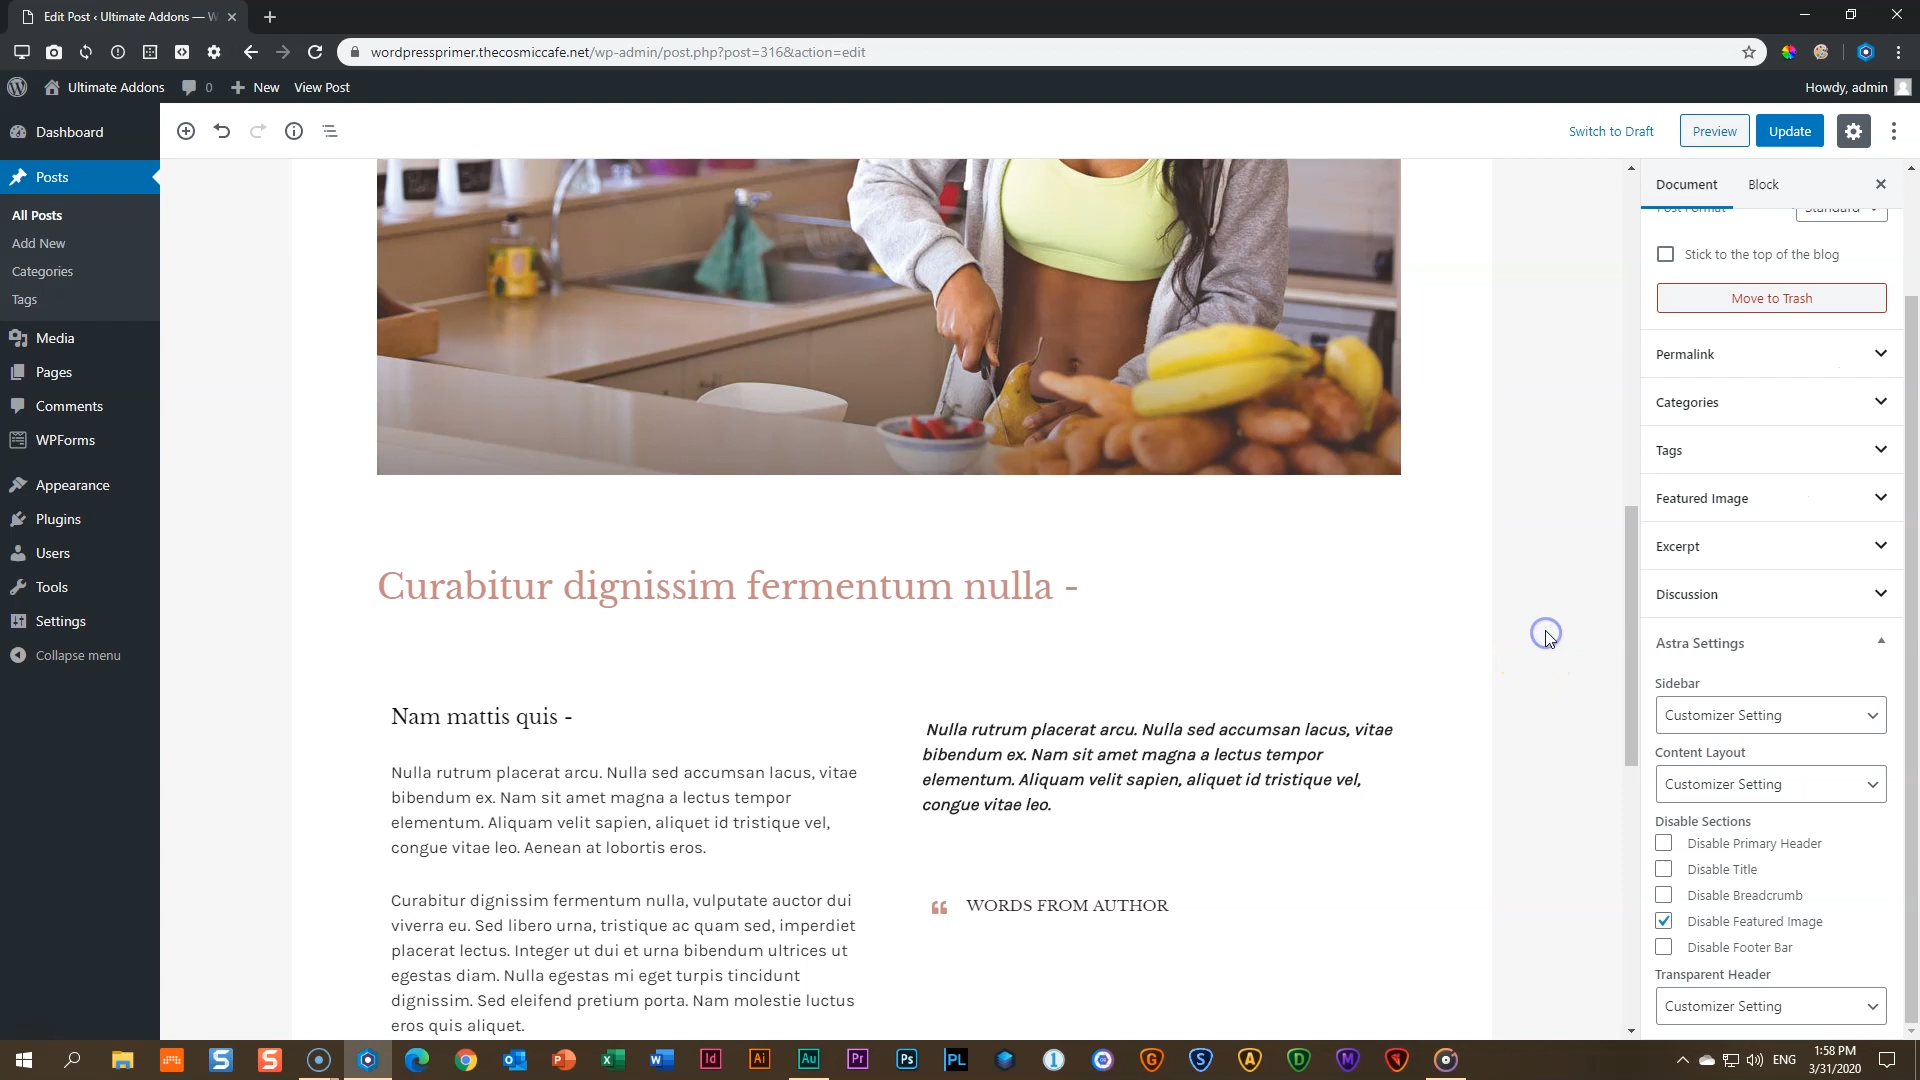 Edit Post ‹ Ultimate Addons — W
wordpressprimer.thecosmiccafe.net/wp-admin/post.php?post=316&action=edit
Ultimate Addons 0 New View Post
Howdy, admin
Dashboard
Posts
All Posts
Add New
Categories
Tags
Media
Pages
Comments
WPForms
Appearance
Plugins
Users
Tools
Settings
Collapse menu
Switch to Draft Preview Update
Curabitur dignissim fermentum nulla -
Nam mattis quis -
Nulla rutrum placerat arcu. Nulla sed accumsan lacus, vitae
bibendum ex. Nam sit amet magna a lectus tempor
elementum. Aliquam velit sapien, aliquet id tristique vel,
congue vitae leo. Aenean at lobortis eros.
Curabitur dignissim fermentum nulla, vulputate auctor dui
viverra eu. Sed libero urna, tristique ac quam sed, imperdiet
placerat lectus. Integer ut dui et urna bibendum ultrices ut
egestas diam. Nulla egestas mi eget turpis tincidunt
dignissim. Sed eleifend pretium porta. Nam molestie luctus
eros quis aliquet.
Nulla rutrum placerat arcu. Nulla sed accumsan lacus, vitae
bibendum ex. Nam sit amet magna a lectus tempor
elementum. Aliquam velit sapien, aliquet id tristique vel,
congue vitae leo.
“ WORDS FROM AUTHOR
Document Block
Post Format Standard
Stick to the top of the blog
Move to Trash
Permalink
Categories
Tags
Featured Image
Excerpt
Discussion
Astra Settings
Sidebar
Customizer Setting
Content Layout
Customizer Setting
Disable Sections
Disable Primary Header
Disable Title
Disable Breadcrumb
Disable Featured Image
Disable Footer Bar
Transparent Header
Customizer Setting
Id Ai Au Pr Ps PL
ENG
1:58 PM
3/31/2020